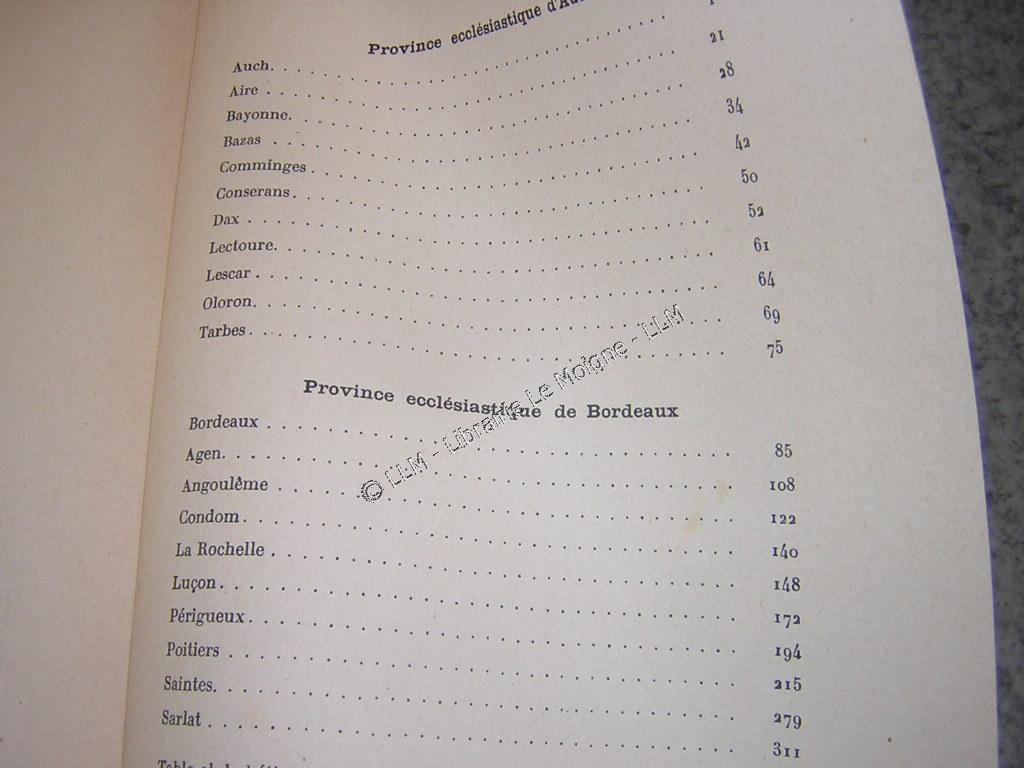 Province ecclésiastique
Auch. . . . . . . . . . . . . . . . . . . . . . . .
Aire . . . . . . . . . . . . . . . . . . . . . . . . 21
Bayonne. . . . . . . . . . . . . . . . . . . . . . . 28
Bazas . . . . . . . . . . . . . . . . . . . . . . . . 34
Comminges . . . . . . . . . . . . . . . . . . . . . . 42
Conserans. . . . . . . . . . . . . . . . . . . . . . . 50
Dax . . . . . . . . . . . . . . . . . . . . . . . . . 52
Lectoure. . . . . . . . . . . . . . . . . . . . . . . 61
Lescar . . . . . . . . . . . . . . . . . . . . . . . . 64
Oloron. . . . . . . . . . . . . . . . . . . . . . . . 69
Tarbes. . . . . . . . . . . . . . . . . . . . . . . . 75
Province ecclésiastique de Bordeaux
Bordeaux . . . . . . . . . . . . . . . . . . . . . . . 85
Agen. . . . . . . . . . . . . . . . . . . . . . . . . 108
Angoulême . . . . . . . . . . . . . . . . . . . . . . 122
Condom. . . . . . . . . . . . . . . . . . . . . . . . 140
La Rochelle . . . . . . . . . . . . . . . . . . . . . . 148
Luçon. . . . . . . . . . . . . . . . . . . . . . . . . 172
Périgueux. . . . . . . . . . . . . . . . . . . . . . . 194
Poitiers . . . . . . . . . . . . . . . . . . . . . . . 215
Saintes. . . . . . . . . . . . . . . . . . . . . . . . 279
Sarlat . . . . . . . . . . . . . . . . . . . . . . . . 311
© LLM - Librairie Le Moigne - LLM